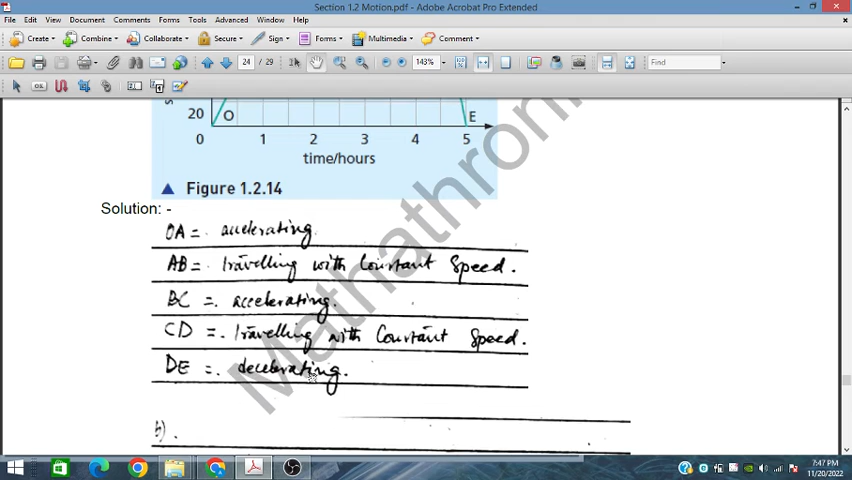 Section 1.2 Motion.pdf - Adobe Acrobat Pro Extended
File Edit View Document Comments Forms Tools Advanced Window Help
Create Combine Collaborate Secure Sign Forms Multimedia Comment
24 / 29 143% Find
20 O E
0 1 2 3 4 5
time/hours
Figure 1.2.14
Solution: -
OA = accelerating.
AB = travelling with Constant Speed.
BC = accelerating.
CD = travelling with Constant Speed.
DE = decelerating.
b)
Mathathroni
7:47 PM
11/20/2022